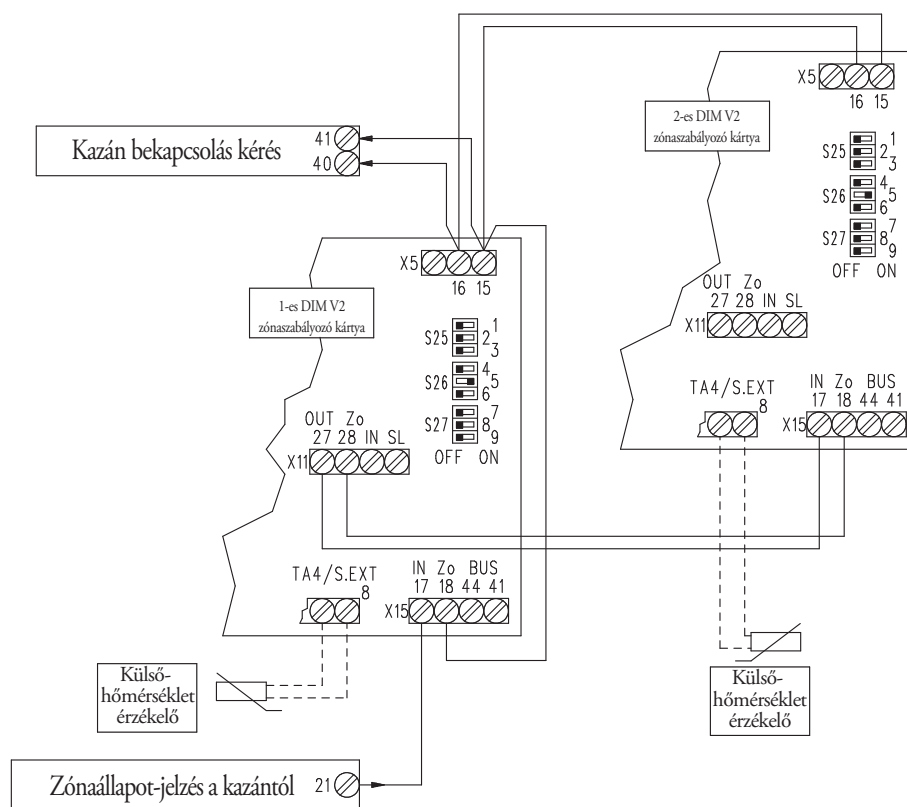 X5
16 15
2-es DIM V2
zónaszabályozó kártya
Kazán bekapcsolás kérés
41
40
S25
1
2
3
S26
4
5
6
S27
7
8
9
OFF ON
OUT Zo
27 28 IN SL
X11
TA4/S.EXT
8
IN Zo BUS
17 18 44 41
X15
X5
16 15
1-es DIM V2
zónaszabályozó kártya
S25
1
2
3
S26
4
5
6
S27
7
8
9
OFF ON
OUT Zo
27 28 IN SL
X11
TA4/S.EXT
8
IN Zo BUS
17 18 44 41
X15
Külső-
hőmérséklet
érzékelő
Külső-
hőmérséklet
érzékelő
Zónaállapot-jelzés a kazántól
21